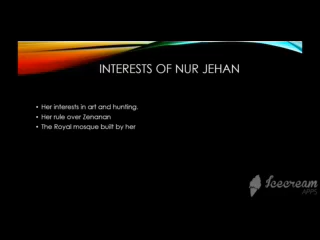 INTERESTS OF NUR JEHAN
• Her interests in art and hunting.
• Her rule over Zenanan
• The Royal mosque built by her
Icecream
APPS